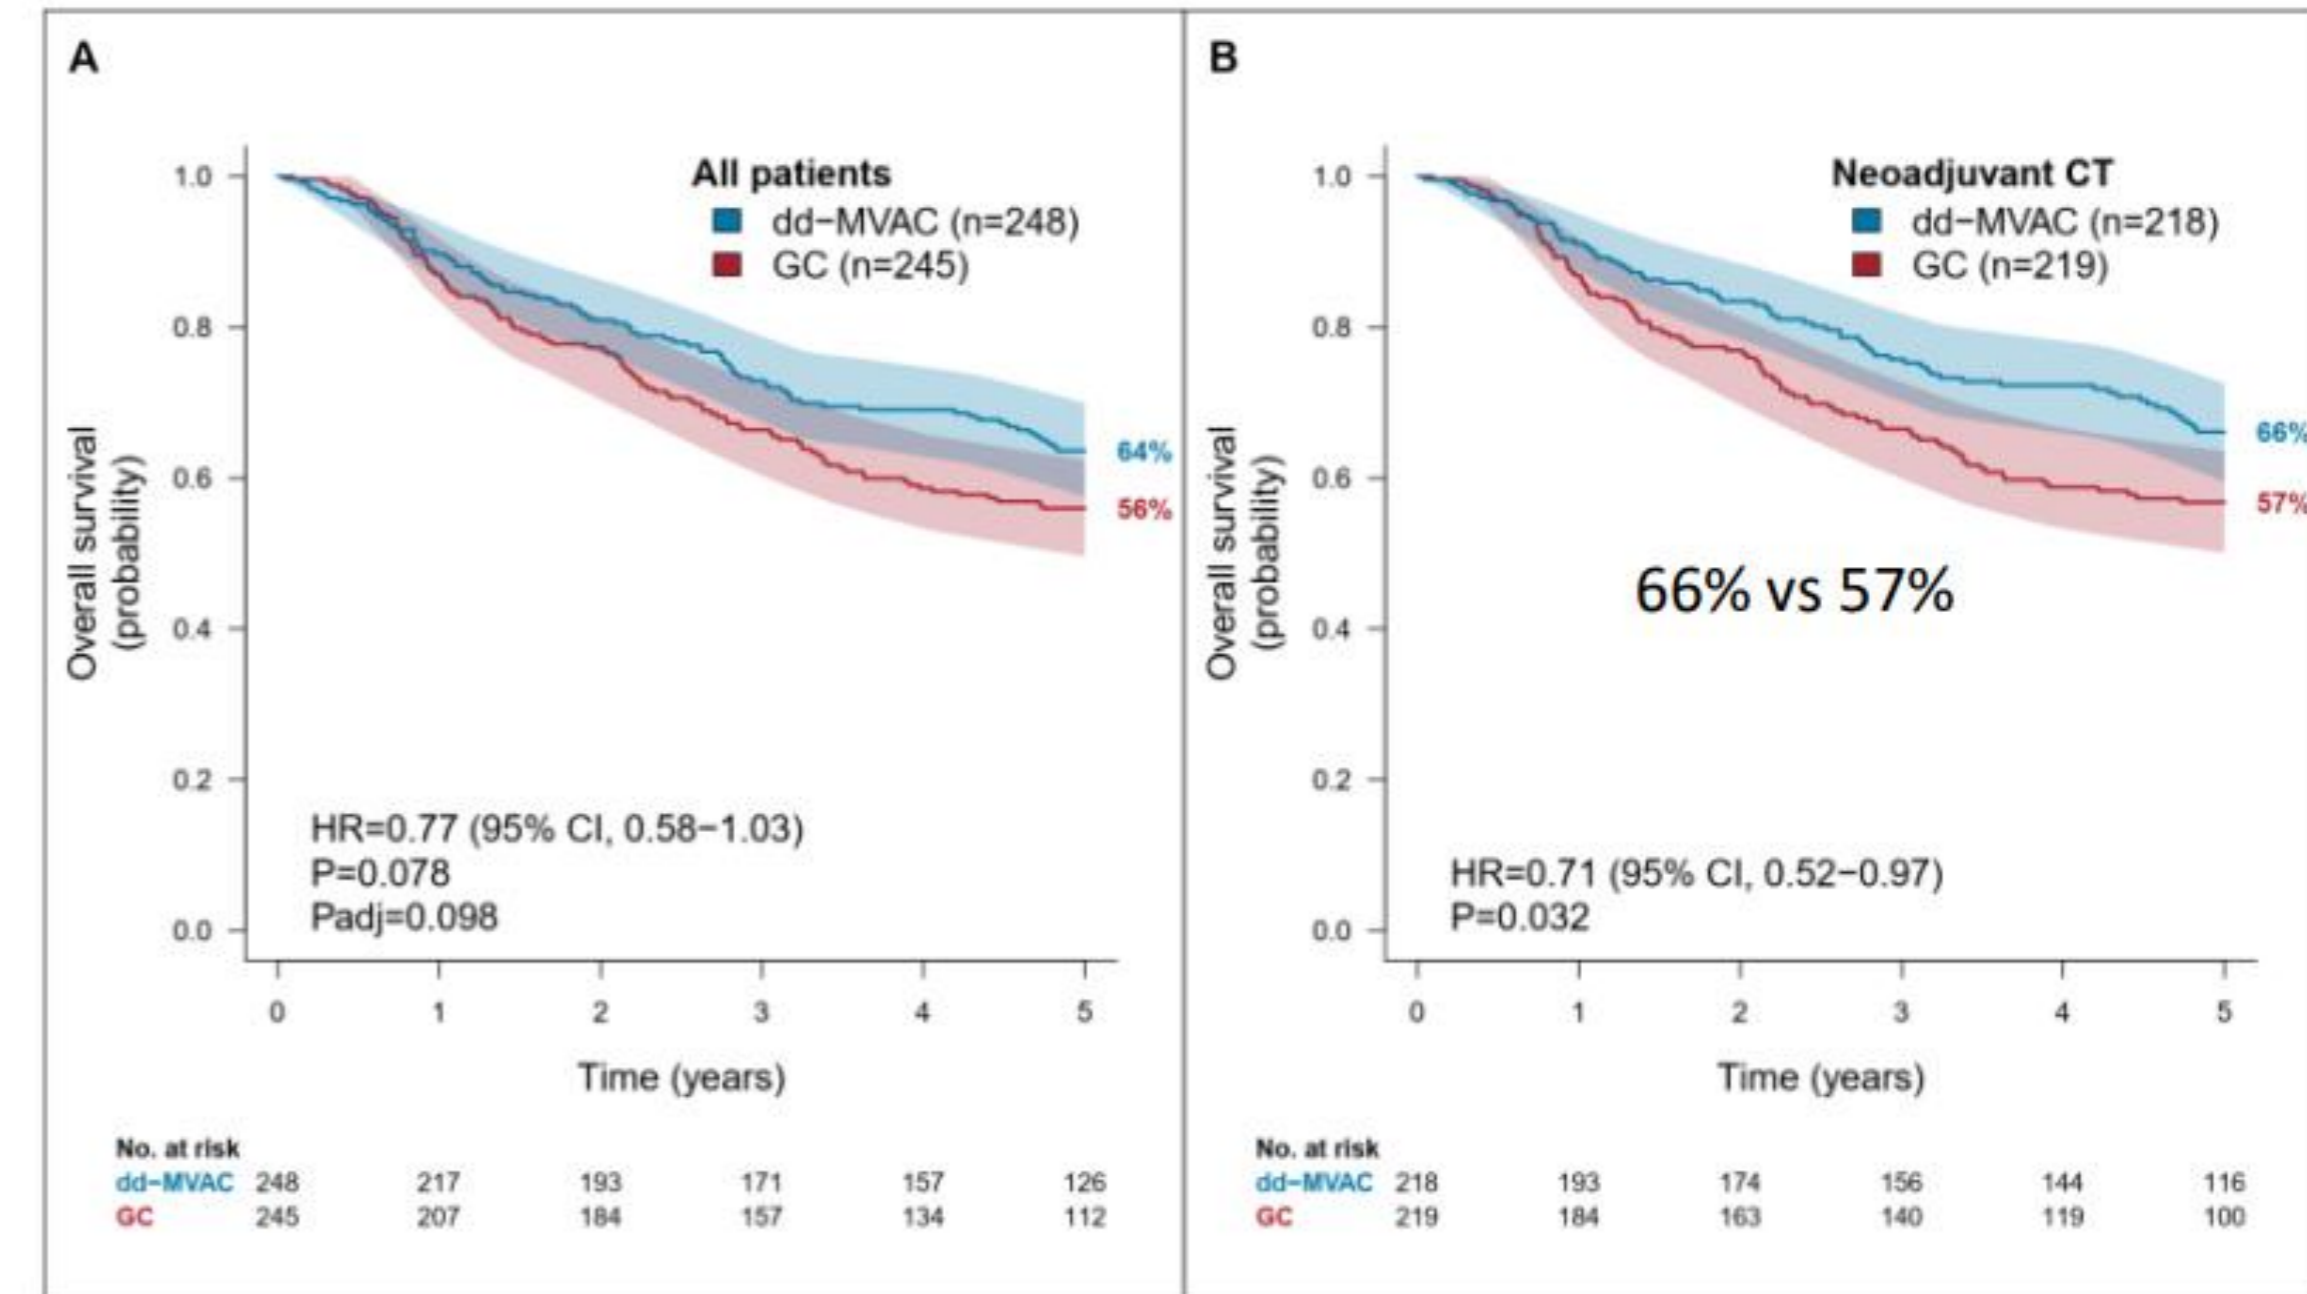 A
All patients
dd−MVAC (n=248)
GC (n=245)
Overall survival
(probability)
1.0
0.8
0.6
0.4
0.2
0.0
64%
56%
HR=0.77 (95% CI, 0.58−1.03)
P=0.078
Padj=0.098
0 1 2 3 4 5
Time (years)
No. at risk
dd−MVAC 248 217 193 171 157 126
GC 245 207 184 157 134 112
B
Neoadjuvant CT
dd−MVAC (n=218)
GC (n=219)
Overall survival
(probability)
1.0
0.8
0.6
0.4
0.2
0.0
66%
57%
66% vs 57%
HR=0.71 (95% CI, 0.52−0.97)
P=0.032
0 1 2 3 4 5
Time (years)
No. at risk
dd−MVAC 218 193 174 156 144 116
GC 219 184 163 140 119 100